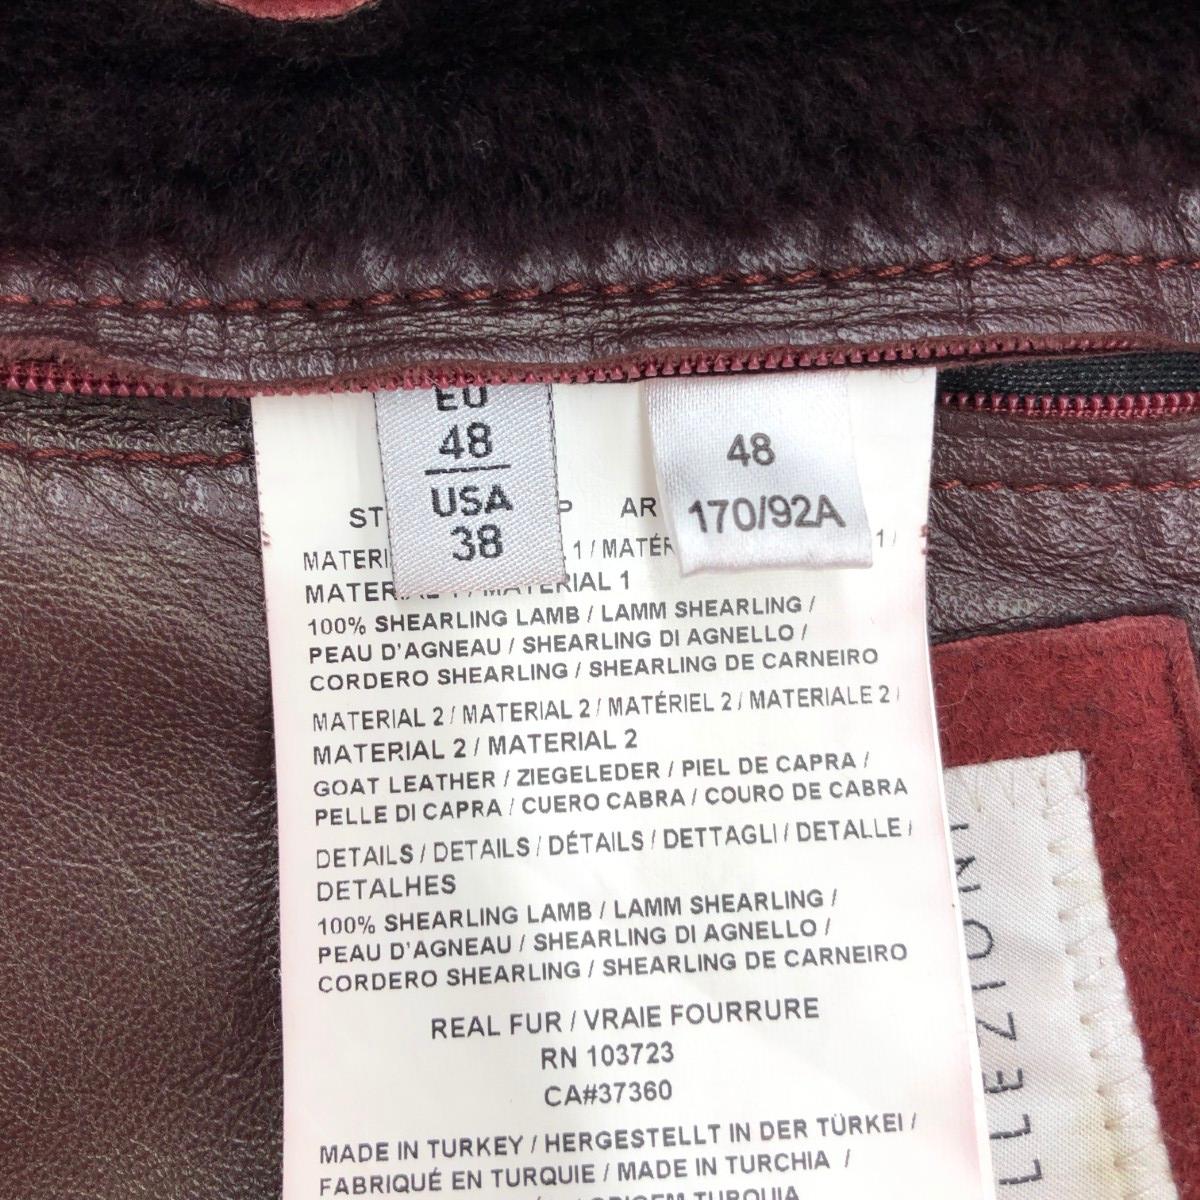 EU
48
USA
38
48
170/92A
ST
AR
MATERIAL 1 / MATERIAL 1
100% SHEARLING LAMB / LAMM SHEARLING /
PEAU D'AGNEAU / SHEARLING DI AGNELLO /
CORDERO SHEARLING / SHEARLING DE CARNEIRO
MATERIAL 2 / MATERIAL 2 / MATÉRIEL 2 / MATERIALE 2 /
MATERIAL 2 / MATERIAL 2
GOAT LEATHER / ZIEGELEDER / PIEL DE CAPRA /
PELLE DI CAPRA / CUERO CABRA / COURO DE CABRA
DETAILS / DETAILS / DÉTAILS / DETTAGLI / DETALLE /
DETALHES
100% SHEARLING LAMB / LAMM SHEARLING /
PEAU D'AGNEAU / SHEARLING DI AGNELLO /
CORDERO SHEARLING / SHEARLING DE CARNEIRO
REAL FUR / VRAIE FOURRURE
RN 103723
CA#37360
MADE IN TURKEY / HERGESTELLT IN DER TÜRKEI /
FABRIQUÉ EN TURQUIE / MADE IN TURCHIA /
ORIGEM TURQUIA